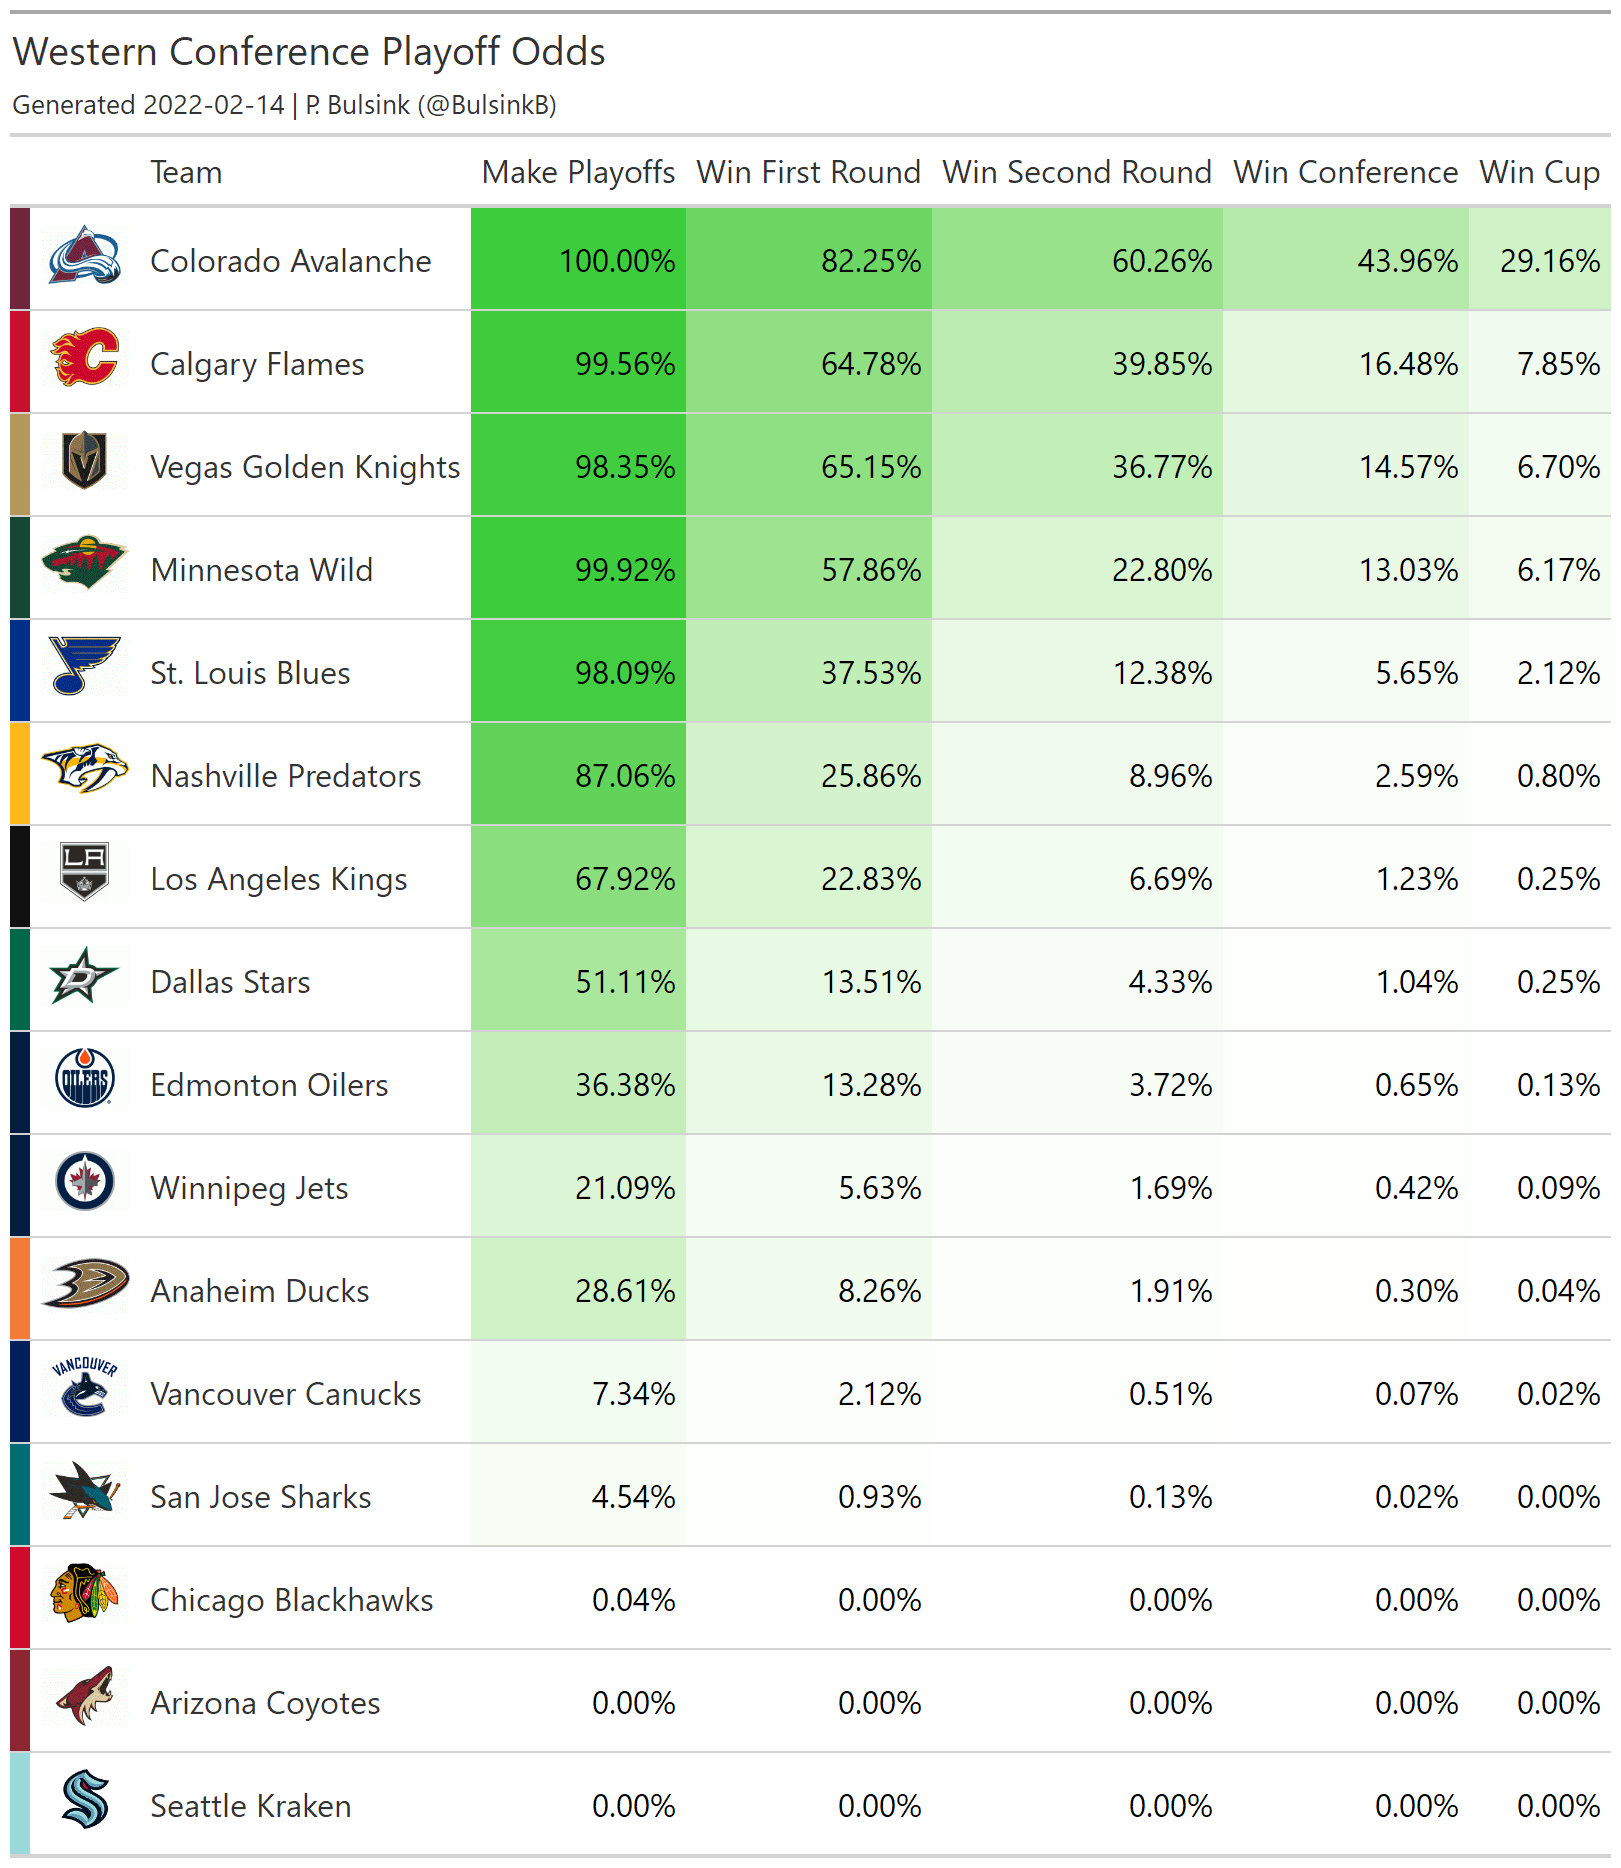 Western Conference Playoff Odds
Generated 2022-02-14 | P. Bulsink (@BulsinkB)
Team Make Playoffs Win First Round Win Second Round Win Conference Win Cup
Colorado Avalanche 100.00% 82.25% 60.26% 43.96% 29.16%
Calgary Flames 99.56% 64.78% 39.85% 16.48% 7.85%
Vegas Golden Knights 98.35% 65.15% 36.77% 14.57% 6.70%
Minnesota Wild 99.92% 57.86% 22.80% 13.03% 6.17%
St. Louis Blues 98.09% 37.53% 12.38% 5.65% 2.12%
Nashville Predators 87.06% 25.86% 8.96% 2.59% 0.80%
LA
Los Angeles Kings 67.92% 22.83% 6.69% 1.23% 0.25%
D
Dallas Stars 51.11% 13.51% 4.33% 1.04% 0.25%
OILERS
Edmonton Oilers 36.38% 13.28% 3.72% 0.65% 0.13%
Winnipeg Jets 21.09% 5.63% 1.69% 0.42% 0.09%
Anaheim Ducks 28.61% 8.26% 1.91% 0.30% 0.04%
VANCOUVER
Vancouver Canucks 7.34% 2.12% 0.51% 0.07% 0.02%
San Jose Sharks 4.54% 0.93% 0.13% 0.02% 0.00%
Chicago Blackhawks 0.04% 0.00% 0.00% 0.00% 0.00%
Arizona Coyotes 0.00% 0.00% 0.00% 0.00% 0.00%
Seattle Kraken 0.00% 0.00% 0.00% 0.00% 0.00%